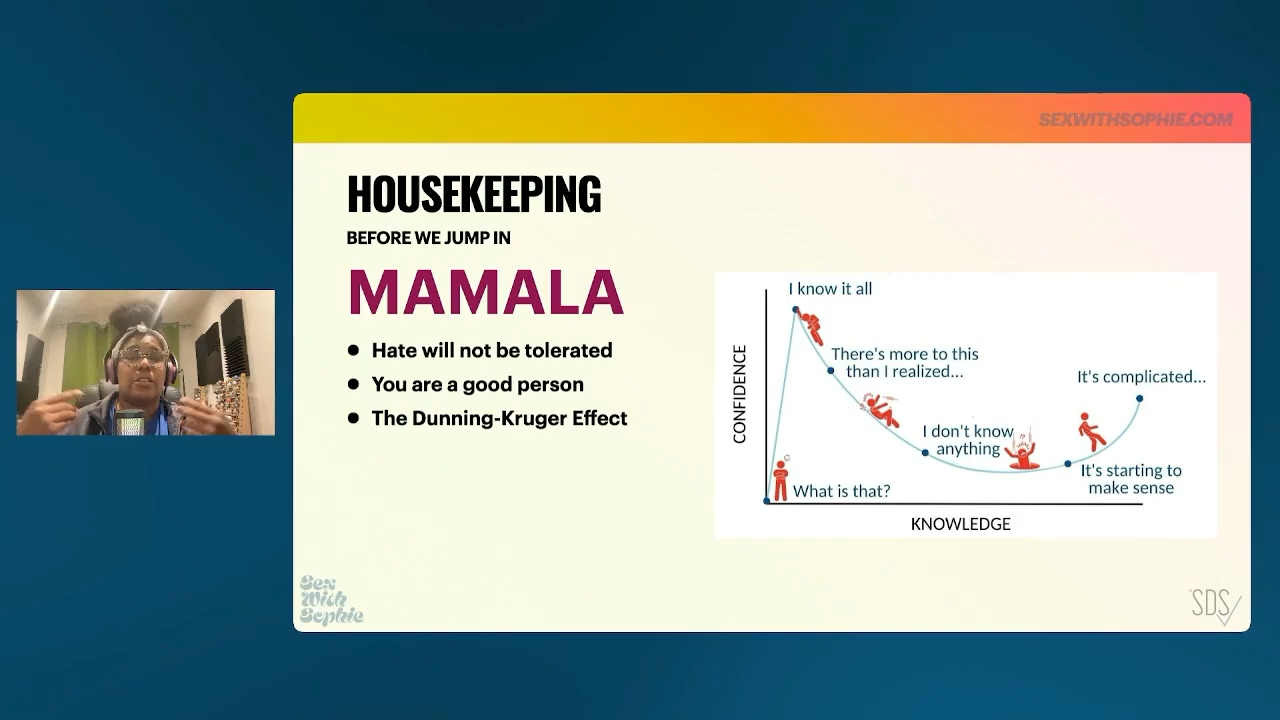 SEXWITHSOPHIE.COM
HOUSEKEEPING
BEFORE WE JUMP IN
MAMALA
● Hate will not be tolerated
● You are a good person
● The Dunning-Kruger Effect
I know it all
There's more to this
than I realized...
It's complicated...
I don't know
anything
It's starting to
make sense
What is that?
CONFIDENCE
KNOWLEDGE
Sex
With
Sophie
SDS